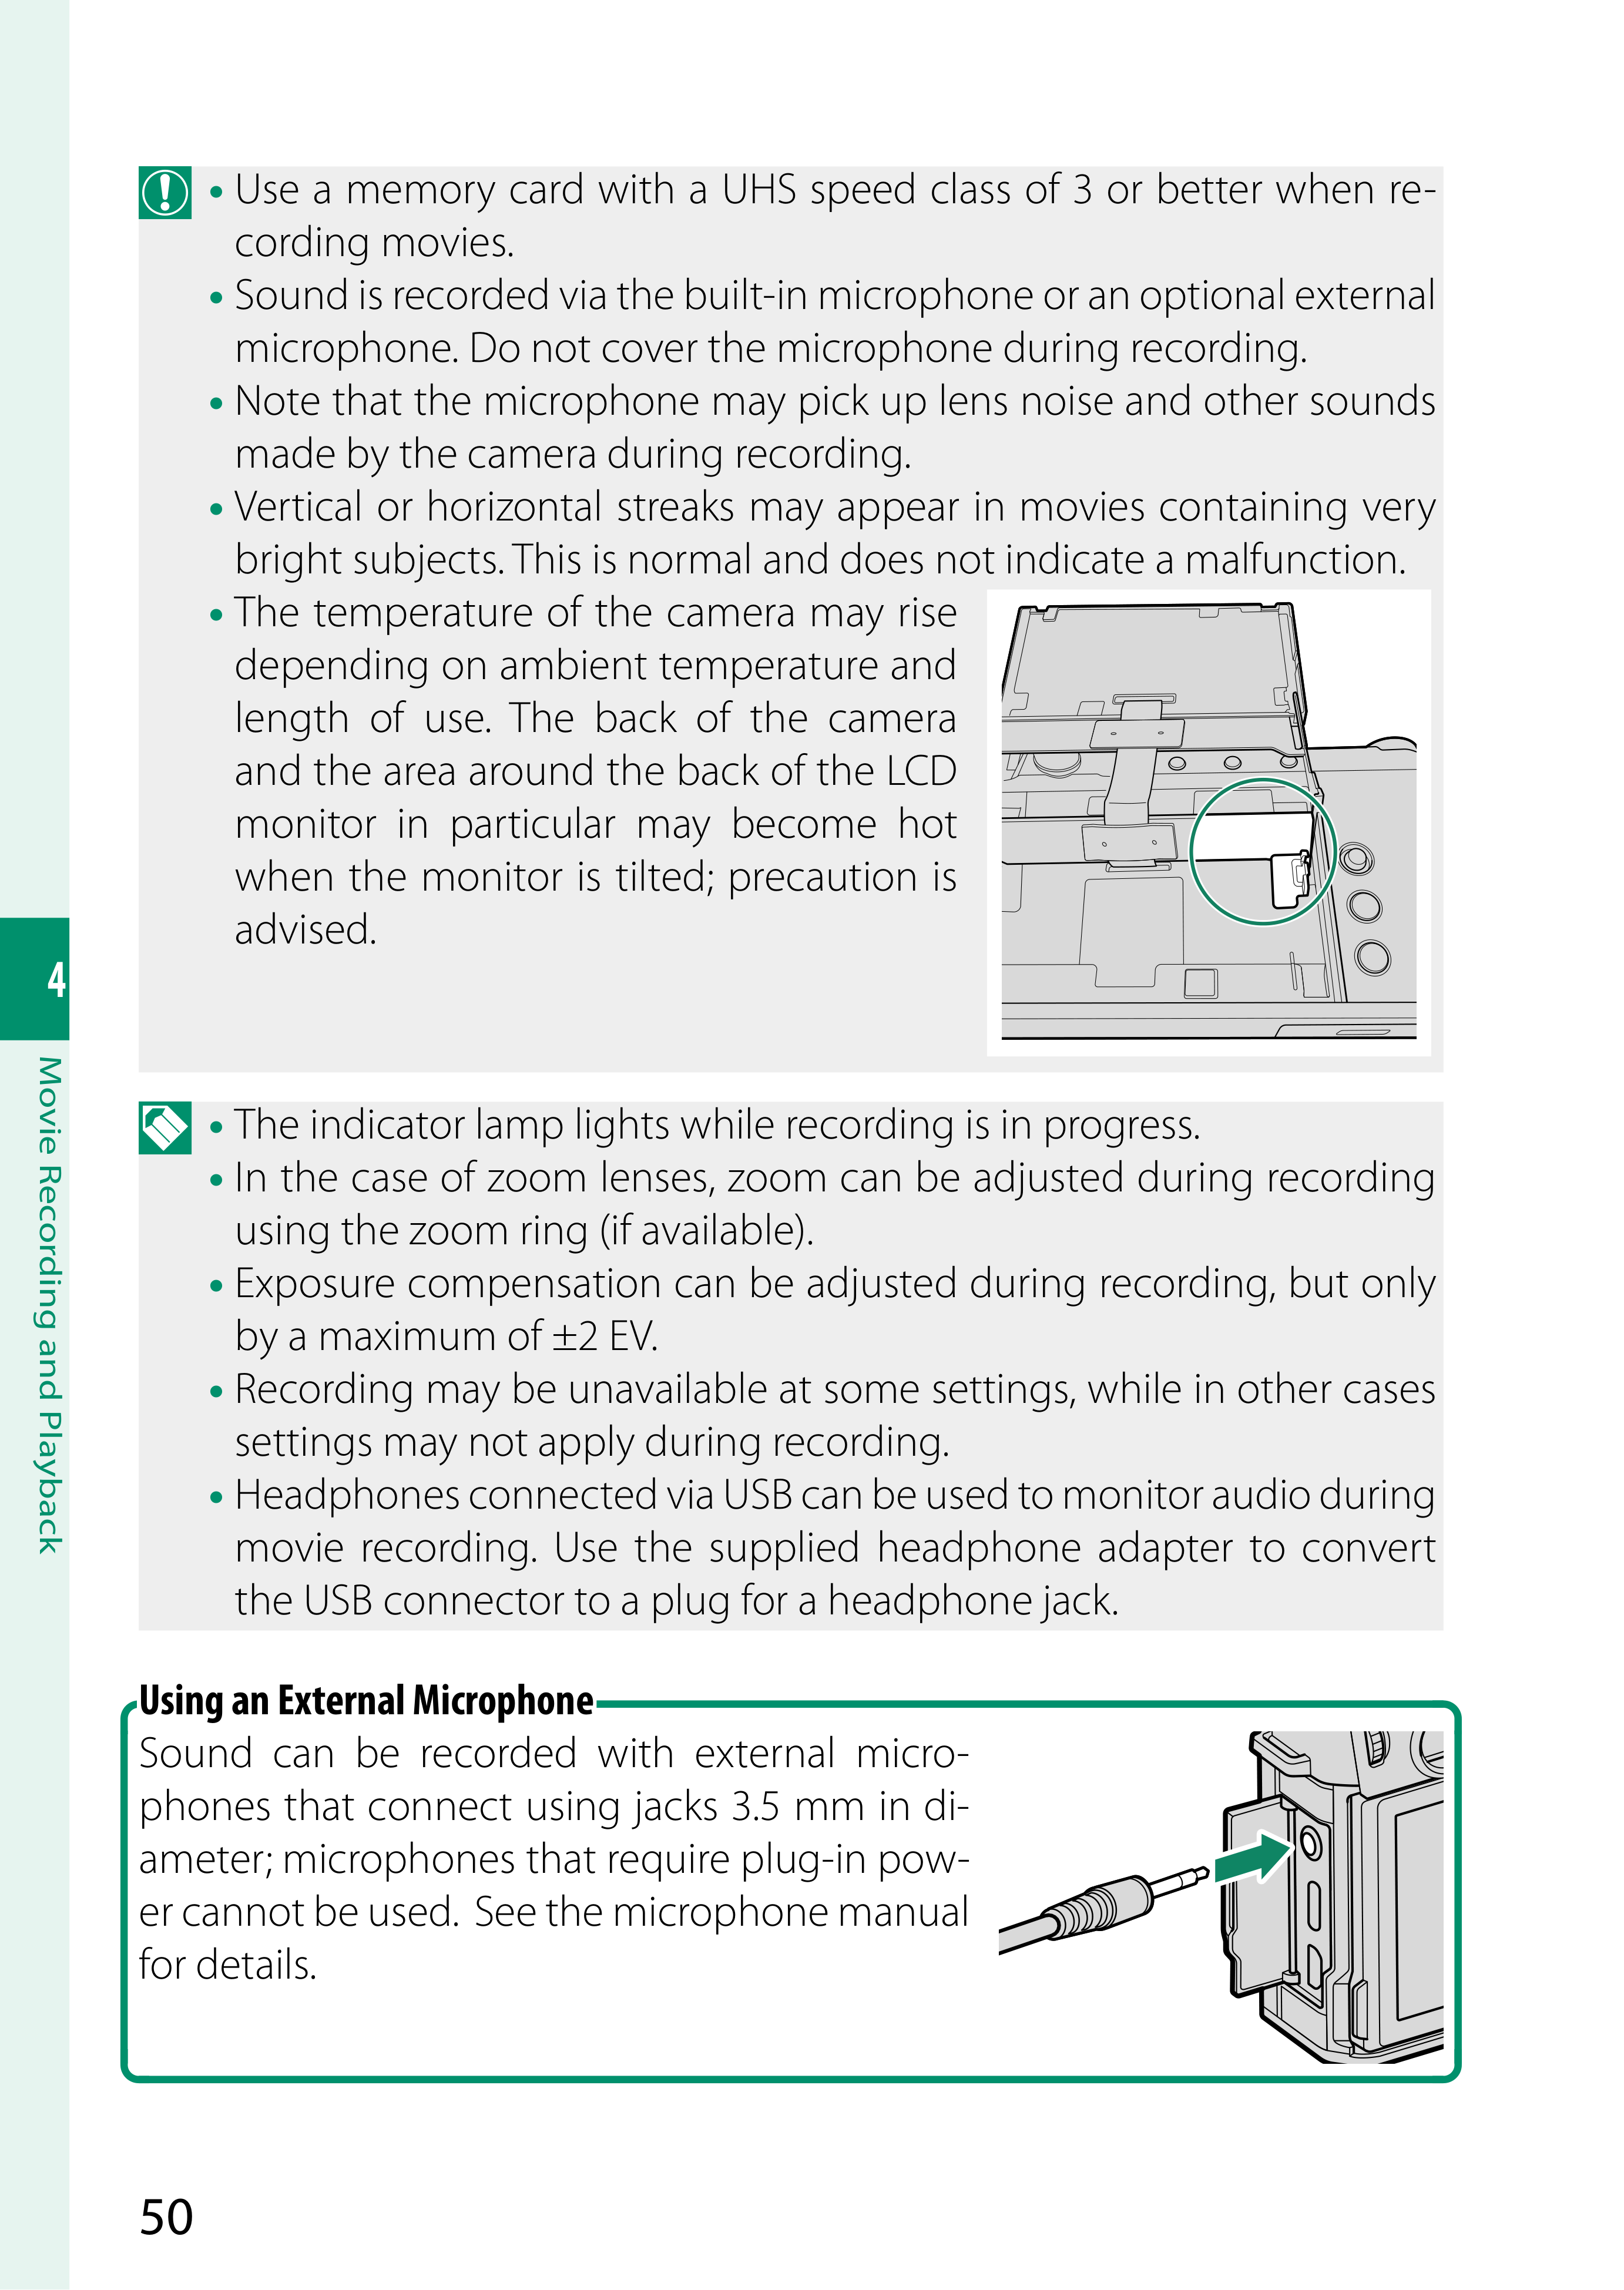 • Use a memory card with a UHS speed class of 3 or better when re-
cording movies.
• Sound is recorded via the built-in microphone or an optional external
microphone. Do not cover the microphone during recording.
• Note that the microphone may pick up lens noise and other sounds
made by the camera during recording.
• Vertical or horizontal streaks may appear in movies containing very
bright subjects. This is normal and does not indicate a malfunction.
• The temperature of the camera may rise
depending on ambient temperature and
length of use. The back of the camera
and the area around the back of the LCD
monitor in particular may become hot
when the monitor is tilted; precaution is
advised.
4
Movie Recording and Playback
• The indicator lamp lights while recording is in progress.
• In the case of zoom lenses, zoom can be adjusted during recording
using the zoom ring (if available).
• Exposure compensation can be adjusted during recording, but only
by a maximum of ±2 EV.
• Recording may be unavailable at some settings, while in other cases
settings may not apply during recording.
• Headphones connected via USB can be used to monitor audio during
movie recording. Use the supplied headphone adapter to convert
the USB connector to a plug for a headphone jack.
Using an External Microphone
Sound can be recorded with external micro-
phones that connect using jacks 3.5 mm in di-
ameter; microphones that require plug-in pow-
er cannot be used. See the microphone manual
for details.
50